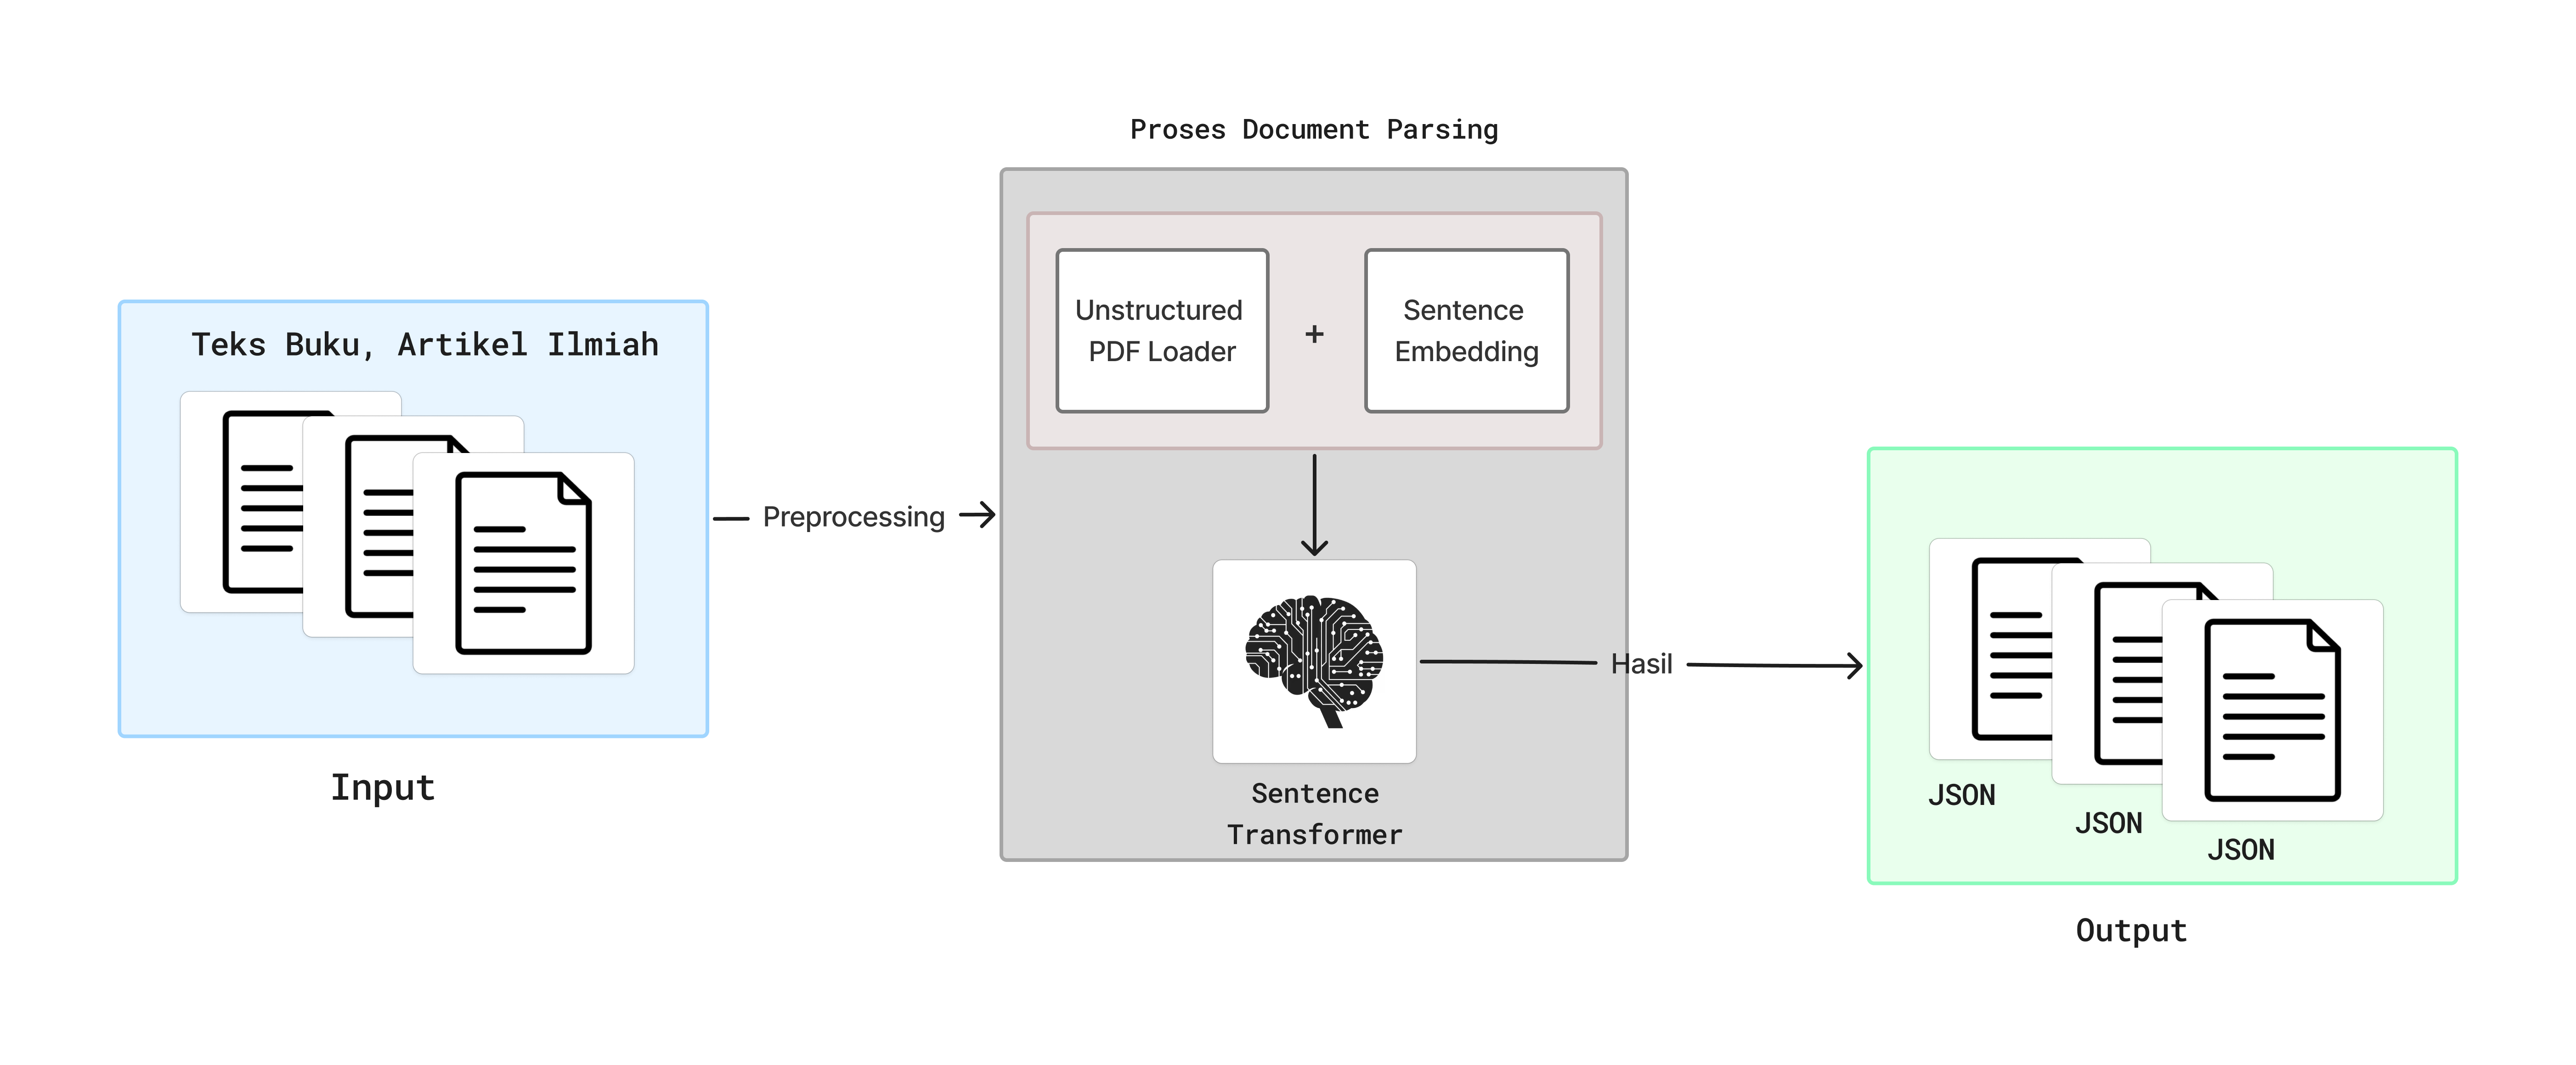 Proses Document Parsing
Unstructured
PDF Loader
+
Sentence
Embedding
Teks Buku, Artikel Ilmiah
Preprocessing
Input
Sentence
Transformer
Hasil
JSON
JSON
JSON
Output